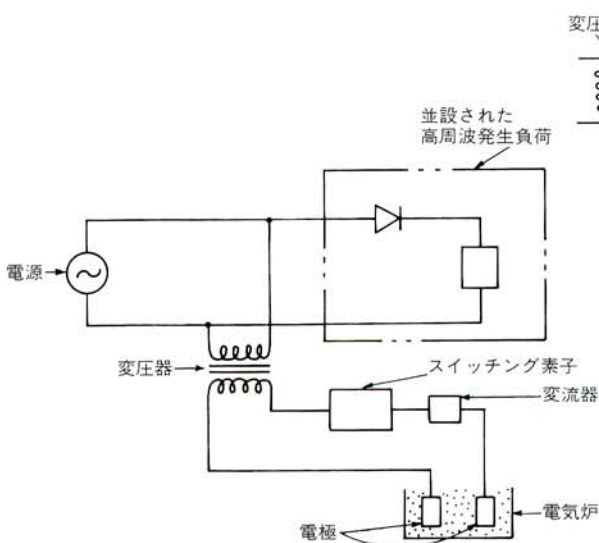 変圧
並設された
高周波発生負荷
電源
変圧器
スイッチング素子
変流器
電気炉
電極